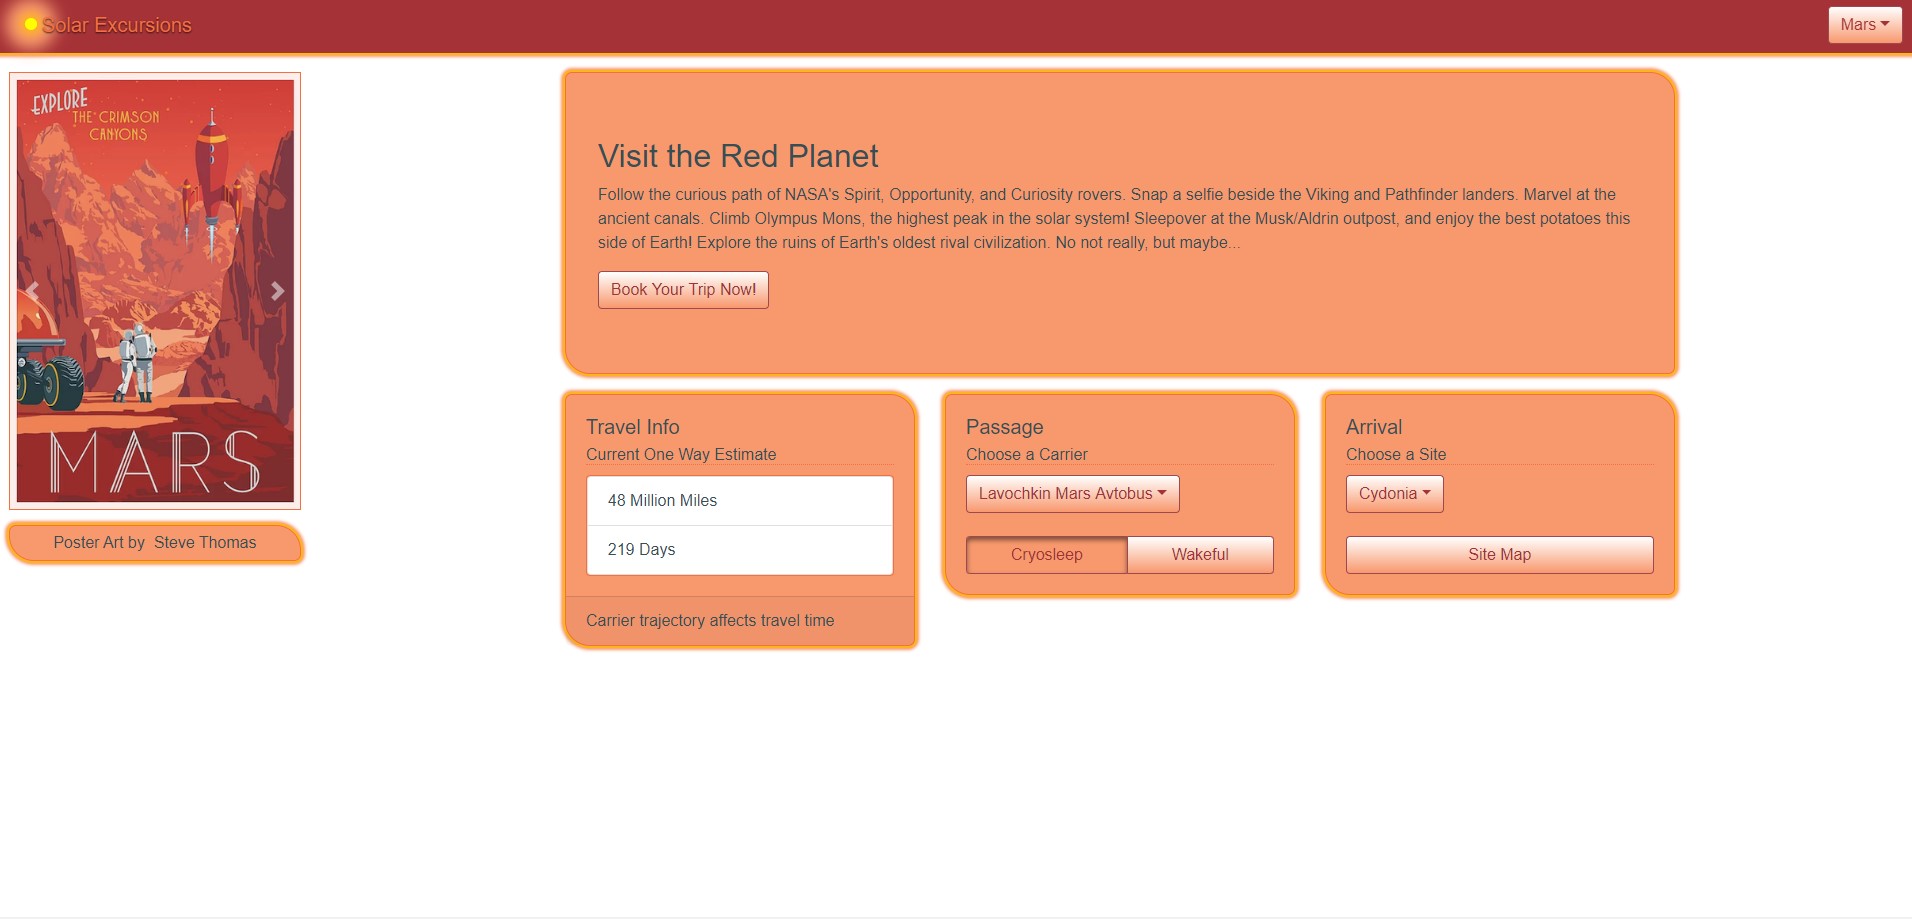 Solar Excursions
Mars
EXPLORE
THE CRIMSON
CANYONS
MARS
Poster Art by  Steve Thomas
Visit the Red Planet
Follow the curious path of NASA's Spirit, Opportunity, and Curiosity rovers. Snap a selfie beside the Viking and Pathfinder landers. Marvel at the
ancient canals. Climb Olympus Mons, the highest peak in the solar system! Sleepover at the Musk/Aldrin outpost, and enjoy the best potatoes this
side of Earth! Explore the ruins of Earth's oldest rival civilization. No not really, but maybe...
Book Your Trip Now!
Travel Info
Current One Way Estimate
48 Million Miles
219 Days
Carrier trajectory affects travel time
Passage
Choose a Carrier
Lavochkin Mars Avtobus
Cryosleep
Wakeful
Arrival
Choose a Site
Cydonia
Site Map